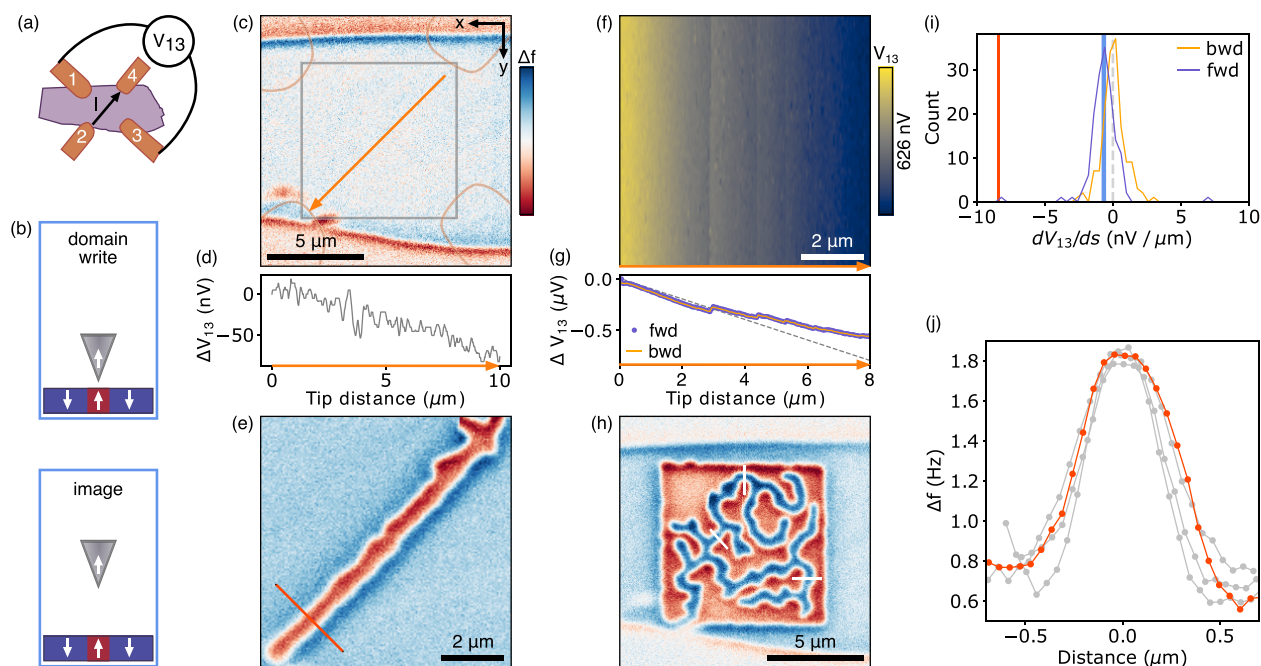 (a)
V13
1
4
I
2
3
(b)
domain
write
image
(c)
x
y
Δf
5 μm
(d)
ΔV13 (nV)
0
−50
0
5
10
Tip distance (μm)
(e)
2 μm
(f)
V13
626 nV
2 μm
(g)
Δ V13 (μV)
0.0
−0.5
fwd
bwd
0
2
4
6
8
Tip distance (μm)
(h)
5 μm
(i)
bwd
fwd
Count
30
20
10
0
−10
−5
0
5
10
dV13/ds (nV / μm)
(j)
Δf (Hz)
1.8
1.6
1.4
1.2
1.0
0.8
0.6
−0.5
0.0
0.5
Distance (μm)